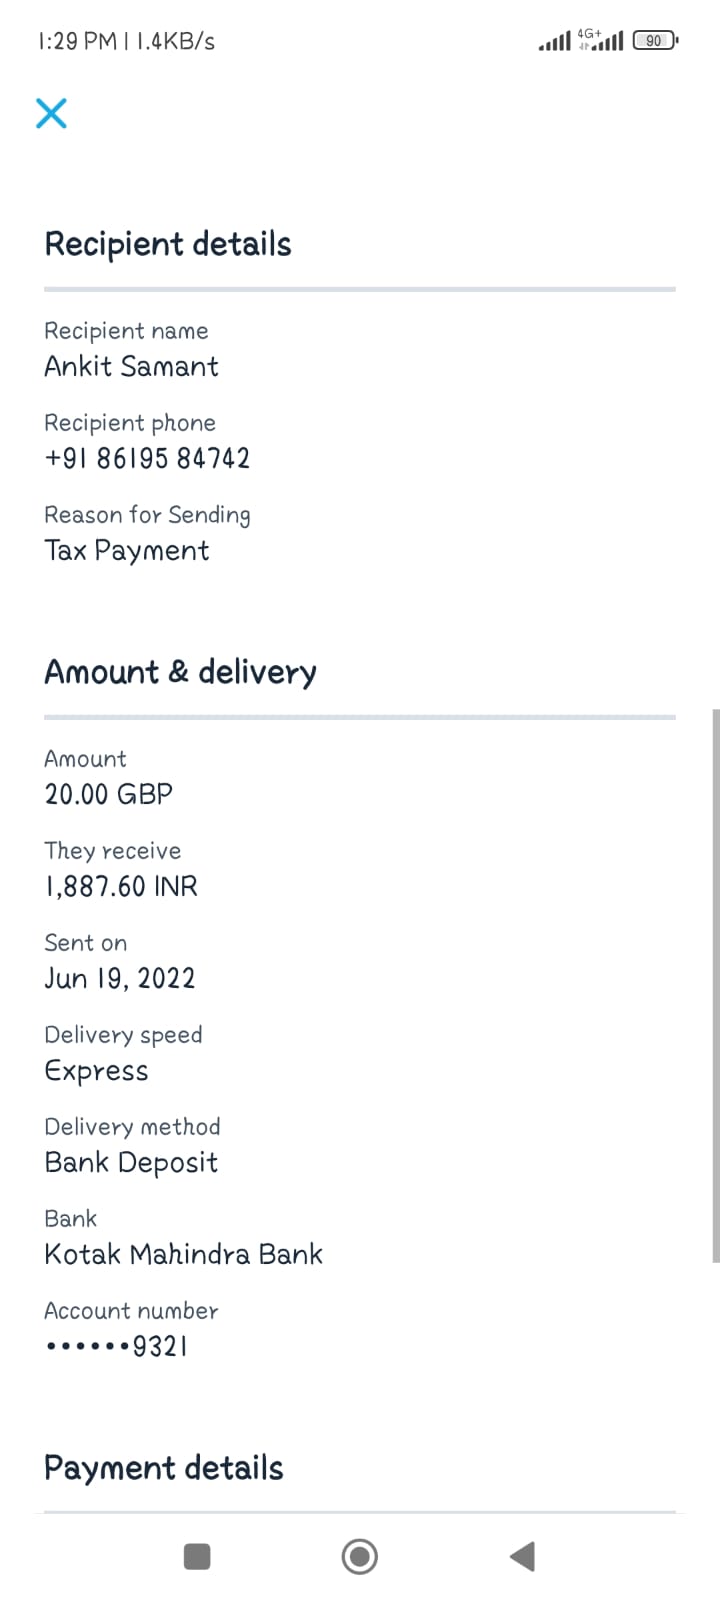 1:29 PM | 1.4KB/s
4G+
90
Recipient details
Recipient name
Ankit Samant
Recipient phone
+91 86195 84742
Reason for Sending
Tax Payment
Amount & delivery
Amount
20.00 GBP
They receive
1,887.60 INR
Sent on
Jun 19, 2022
Delivery speed
Express
Delivery method
Bank Deposit
Bank
Kotak Mahindra Bank
Account number
••••••9321
Payment details